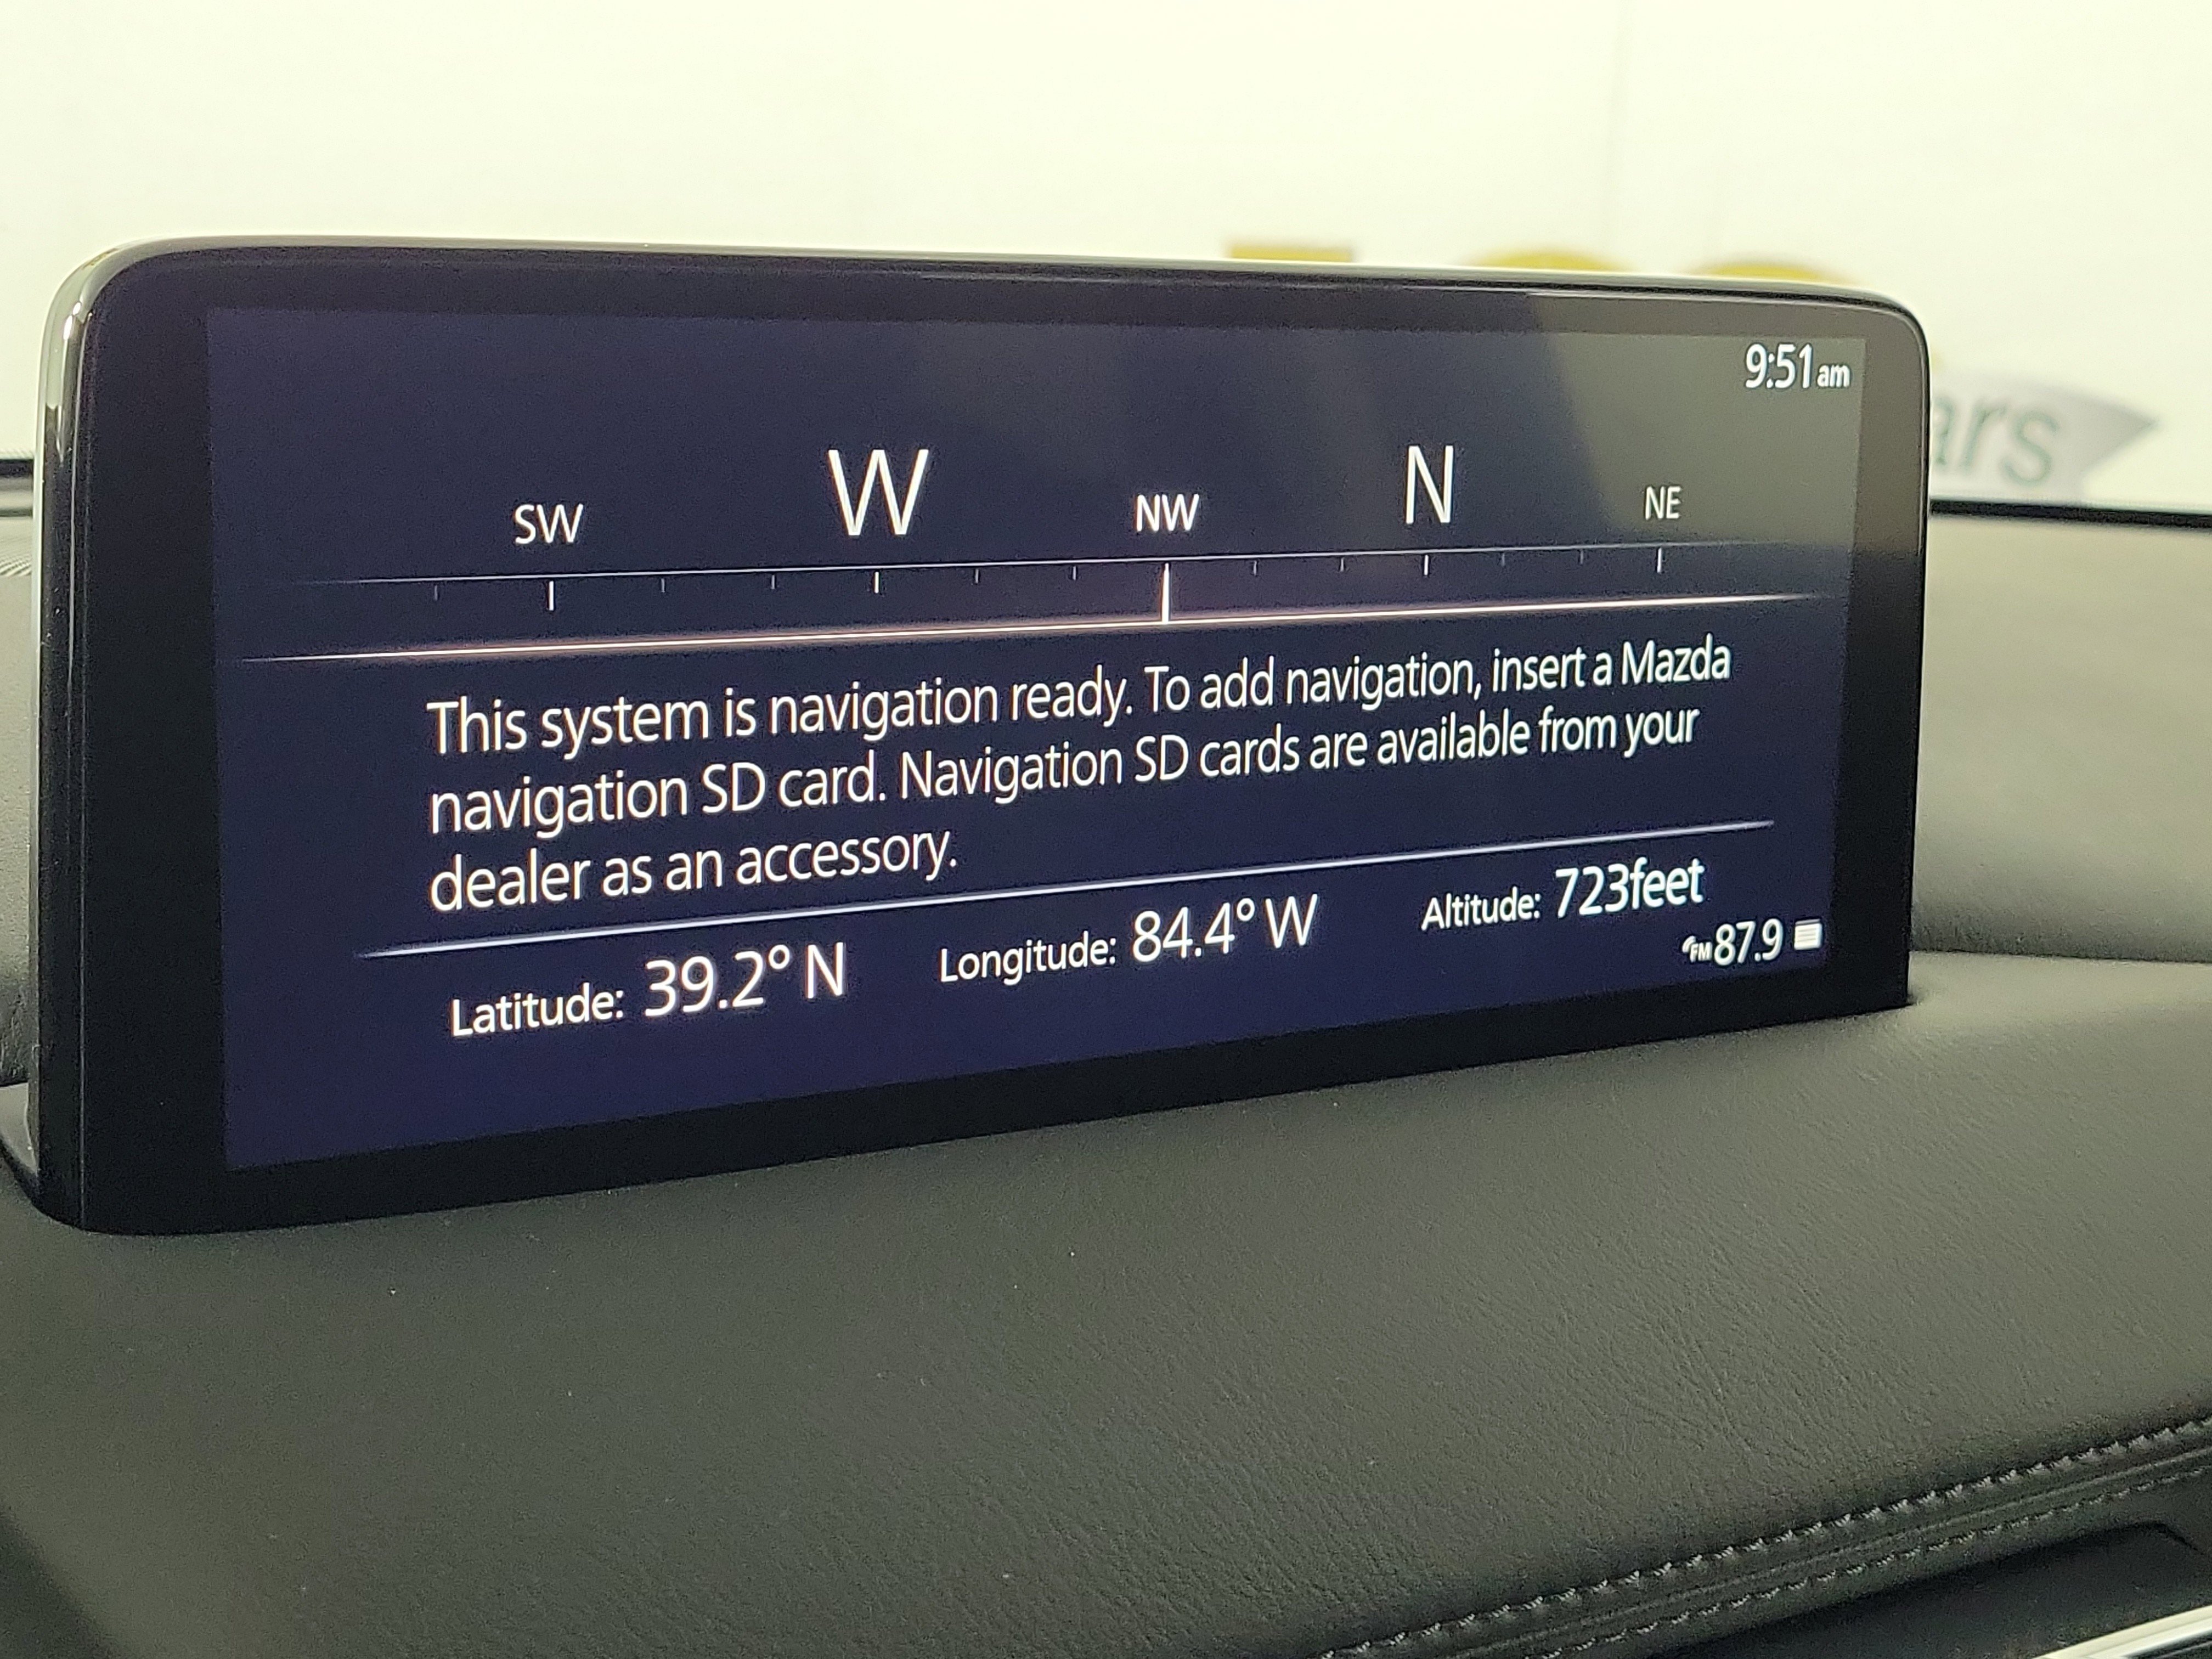 9:51am
SW W NW N NE
This system is navigation ready. To add navigation, insert a Mazda
navigation SD card. Navigation SD cards are available from your
dealer as an accessory.
Latitude: 39.2° N Longitude: 84.4° W Altitude: 723feet
FM 87.9